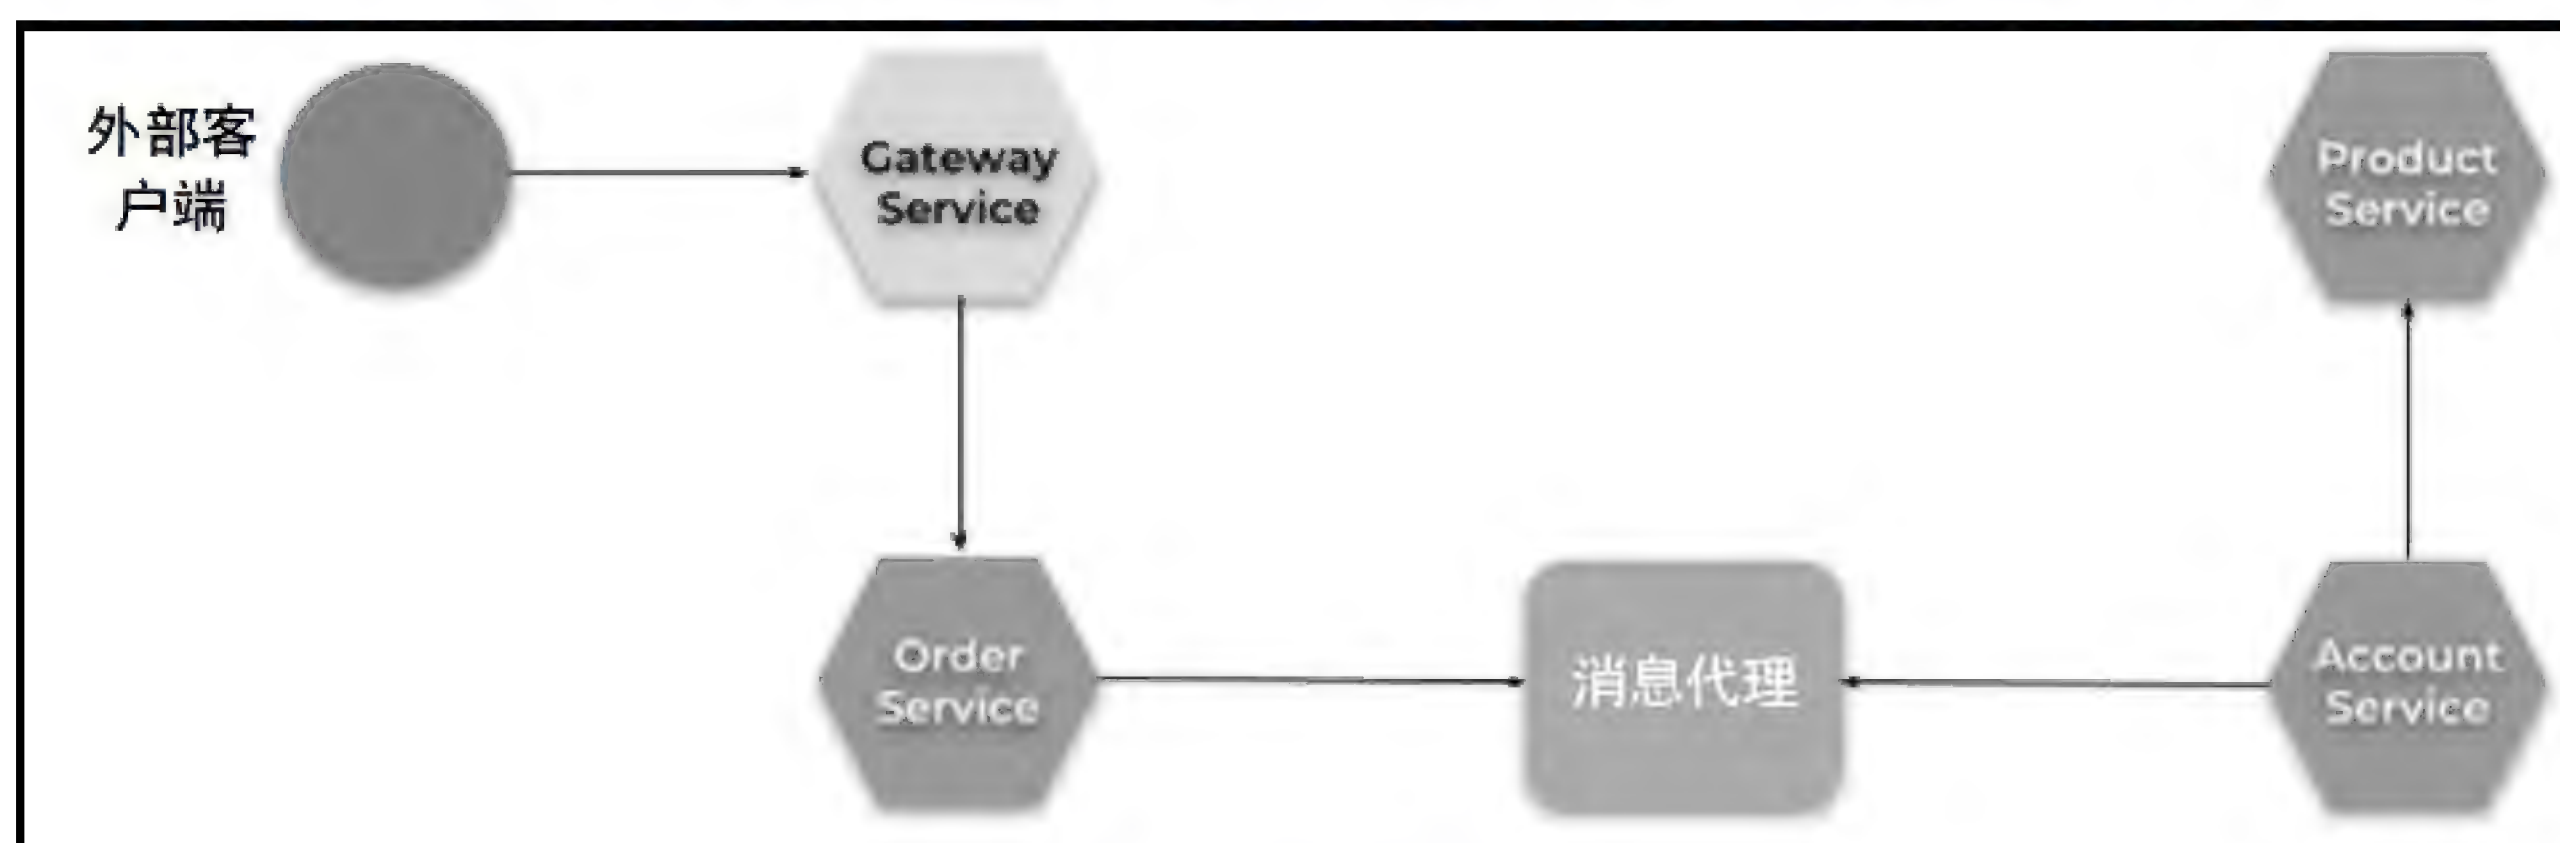 外部客
户端
Gateway
Service
Product
Service
Order
Service
消息代理
Account
Service